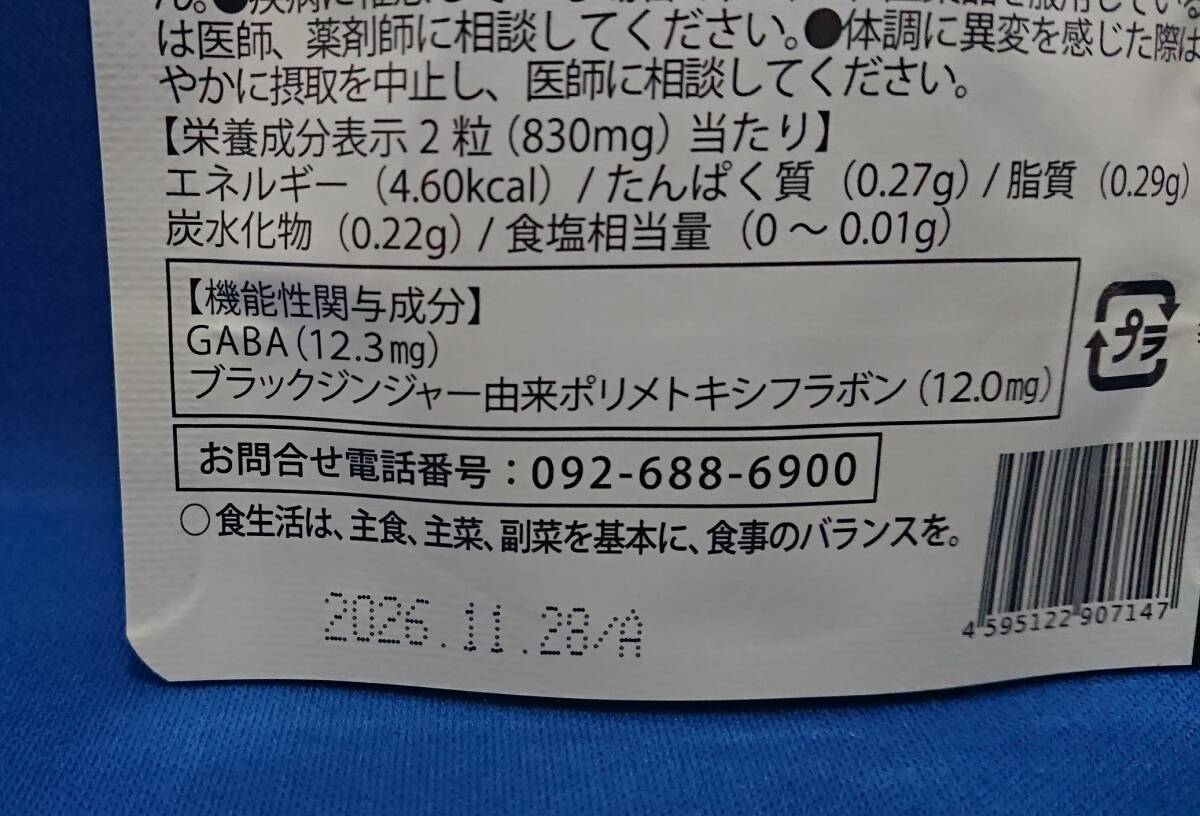 は医師、薬剤師に相談してください。●体調に異変を感じた際は
やかに摂取を中止し、医師に相談してください。
【栄養成分表示2粒(830mg)当たり】
エネルギー(4.60kcal)/たんぱく質(0.27g)/脂質(0.29g)
炭水化物(0.22g)/食塩相当量(0〜0.01g)
【機能性関与成分】
GABA(12.3mg)
ブラックジンジャー由来ポリメトキシフラボン(12.0mg)
プラ
お問合せ電話番号:092-688-6900
○食生活は、主食、主菜、副菜を基本に、食事のバランスを。
2026.11.28/A
4 595122 907147